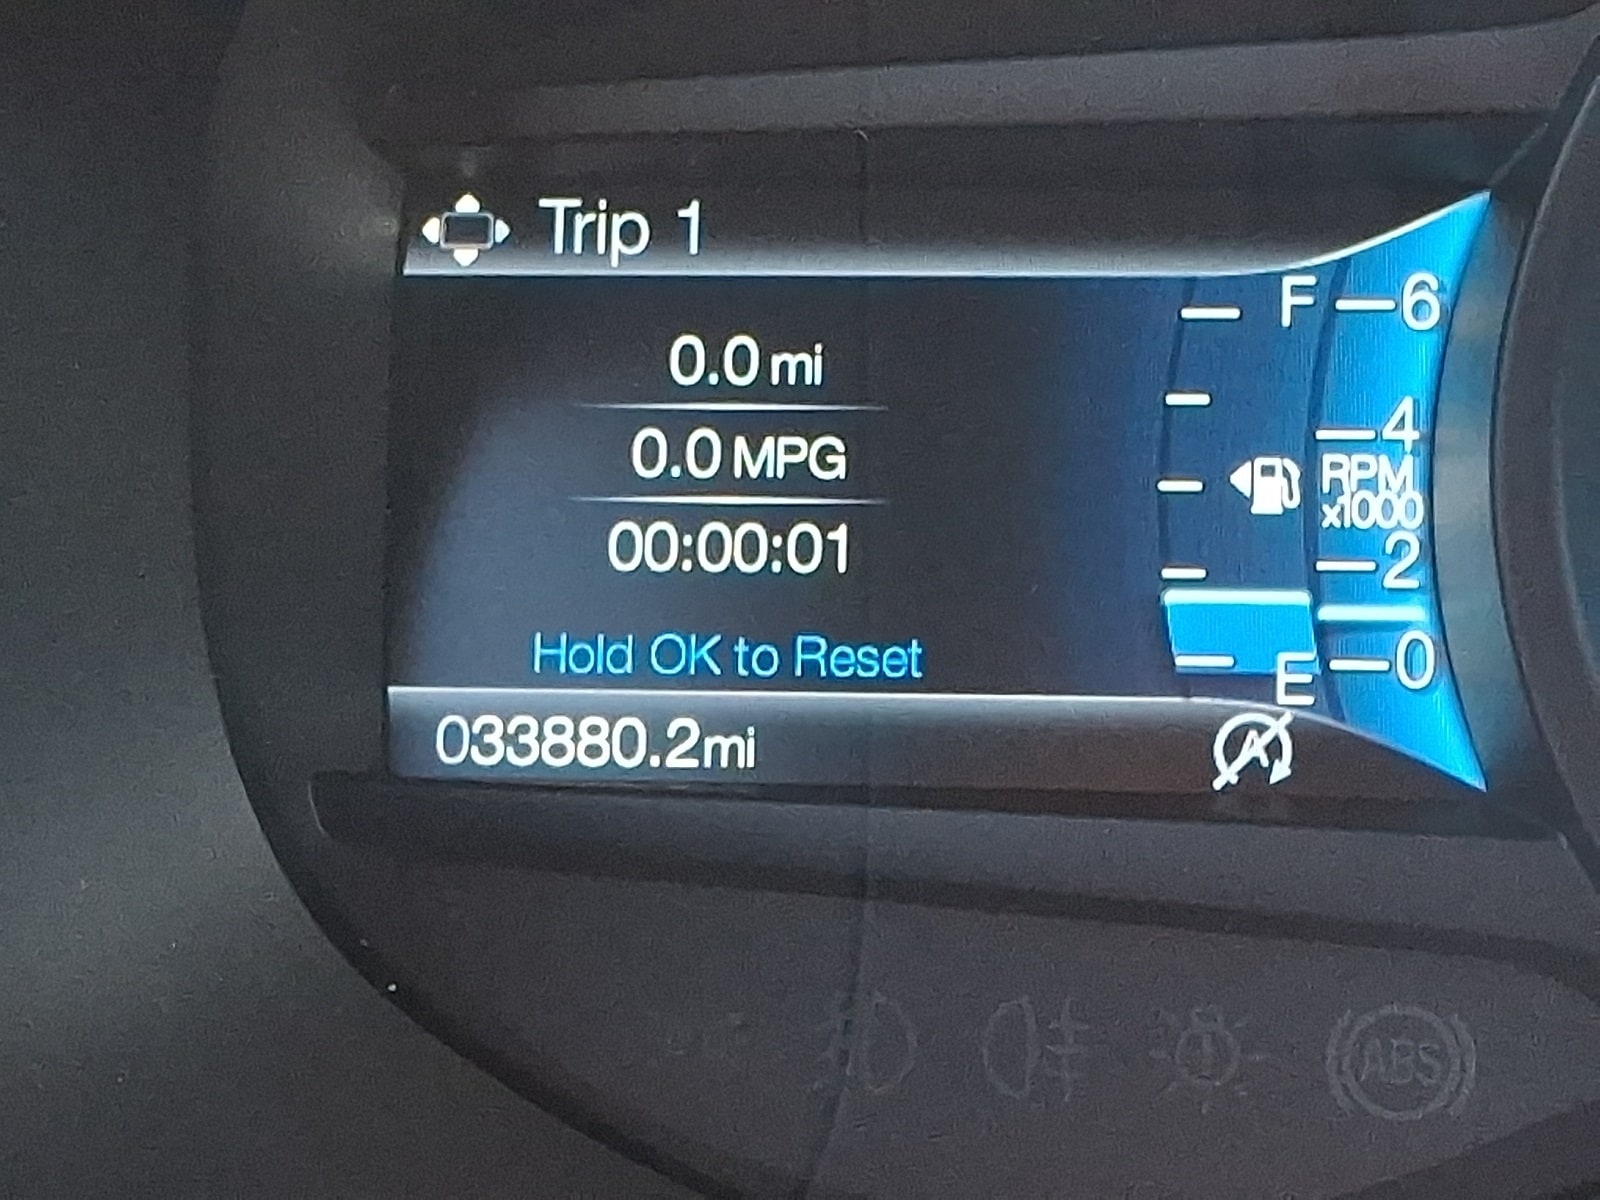 Trip 1
0.0 mi
0.0 MPG
00:00:01
Hold OK to Reset
033880.2mi
F
E
6
4
RPM
x1000
2
0
A
ABS